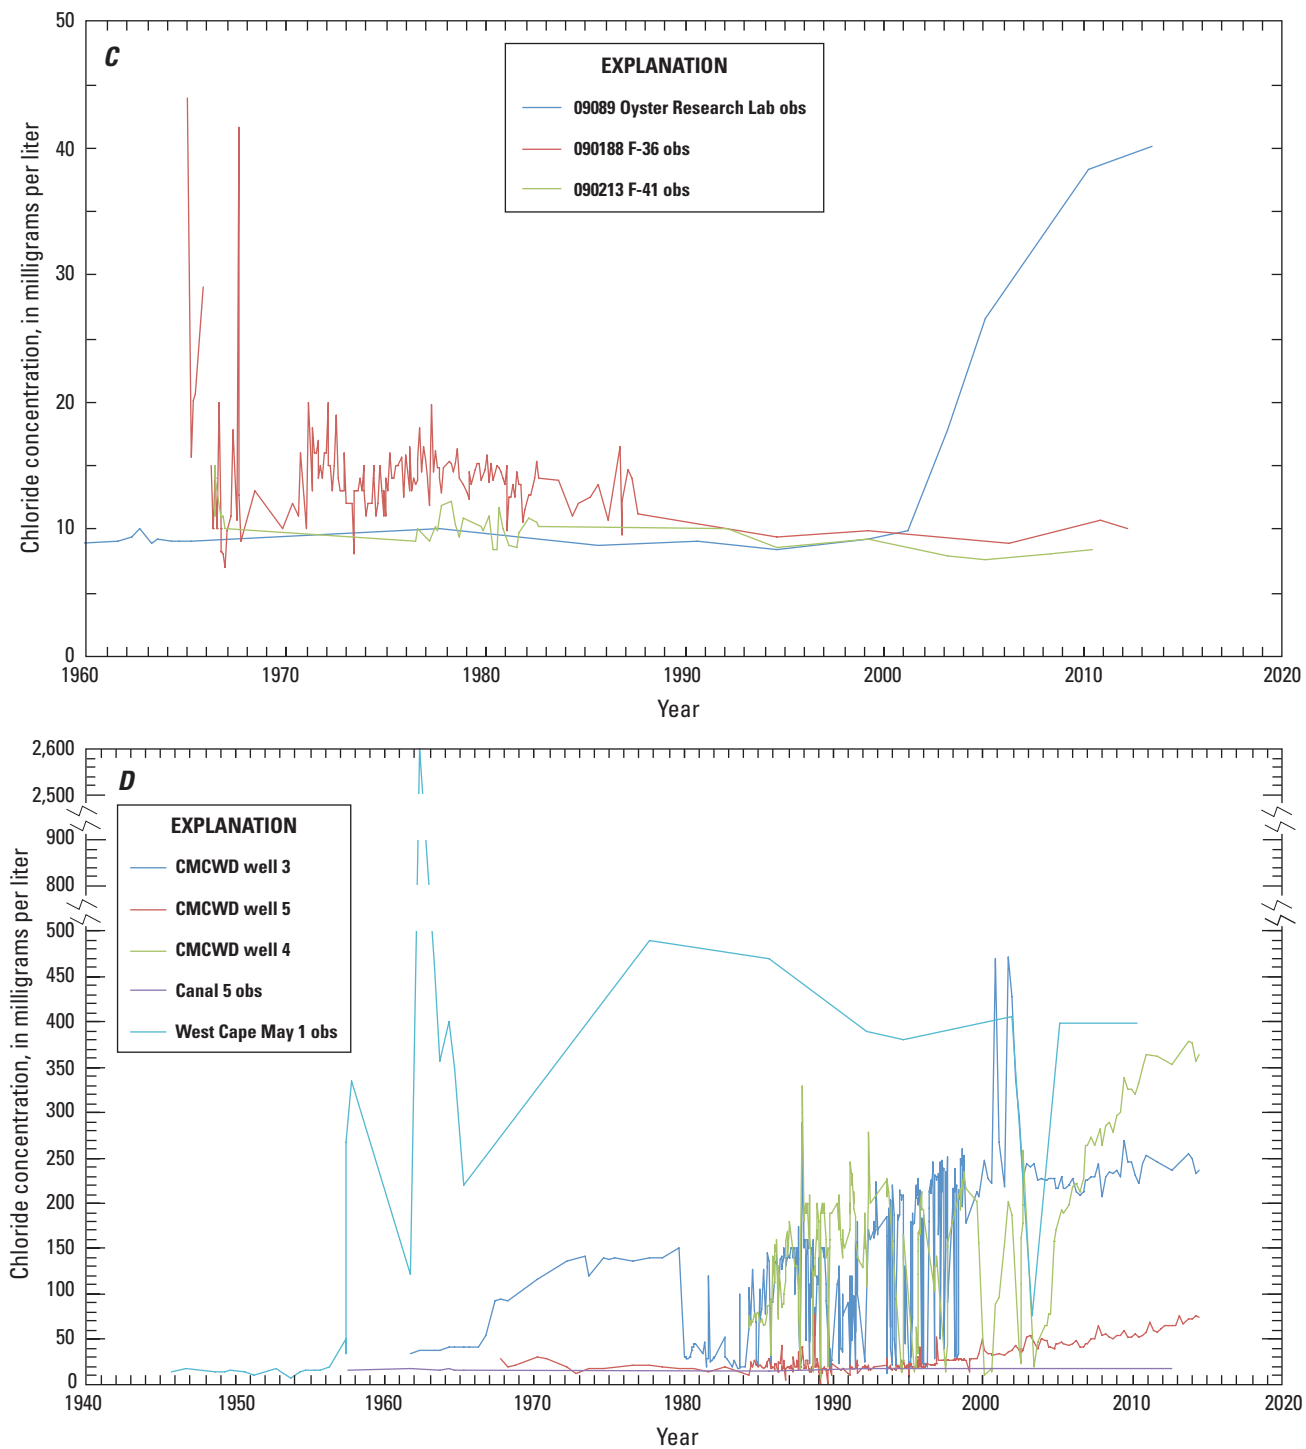 C
50
40
30
20
10
0
Chloride concentration, in milligrams per liter
EXPLANATION
09089 Oyster Research Lab obs
090188 F-36 obs
090213 F-41 obs
1960 1970 1980 1990 2000 2010 2020
Year
D
2,600
2,500
900
800
500
450
400
350
300
250
200
150
100
50
0
Chloride concentration, in milligrams per liter
EXPLANATION
CMCWD well 3
CMCWD well 5
CMCWD well 4
Canal 5 obs
West Cape May 1 obs
1940 1950 1960 1970 1980 1990 2000 2010 2020
Year